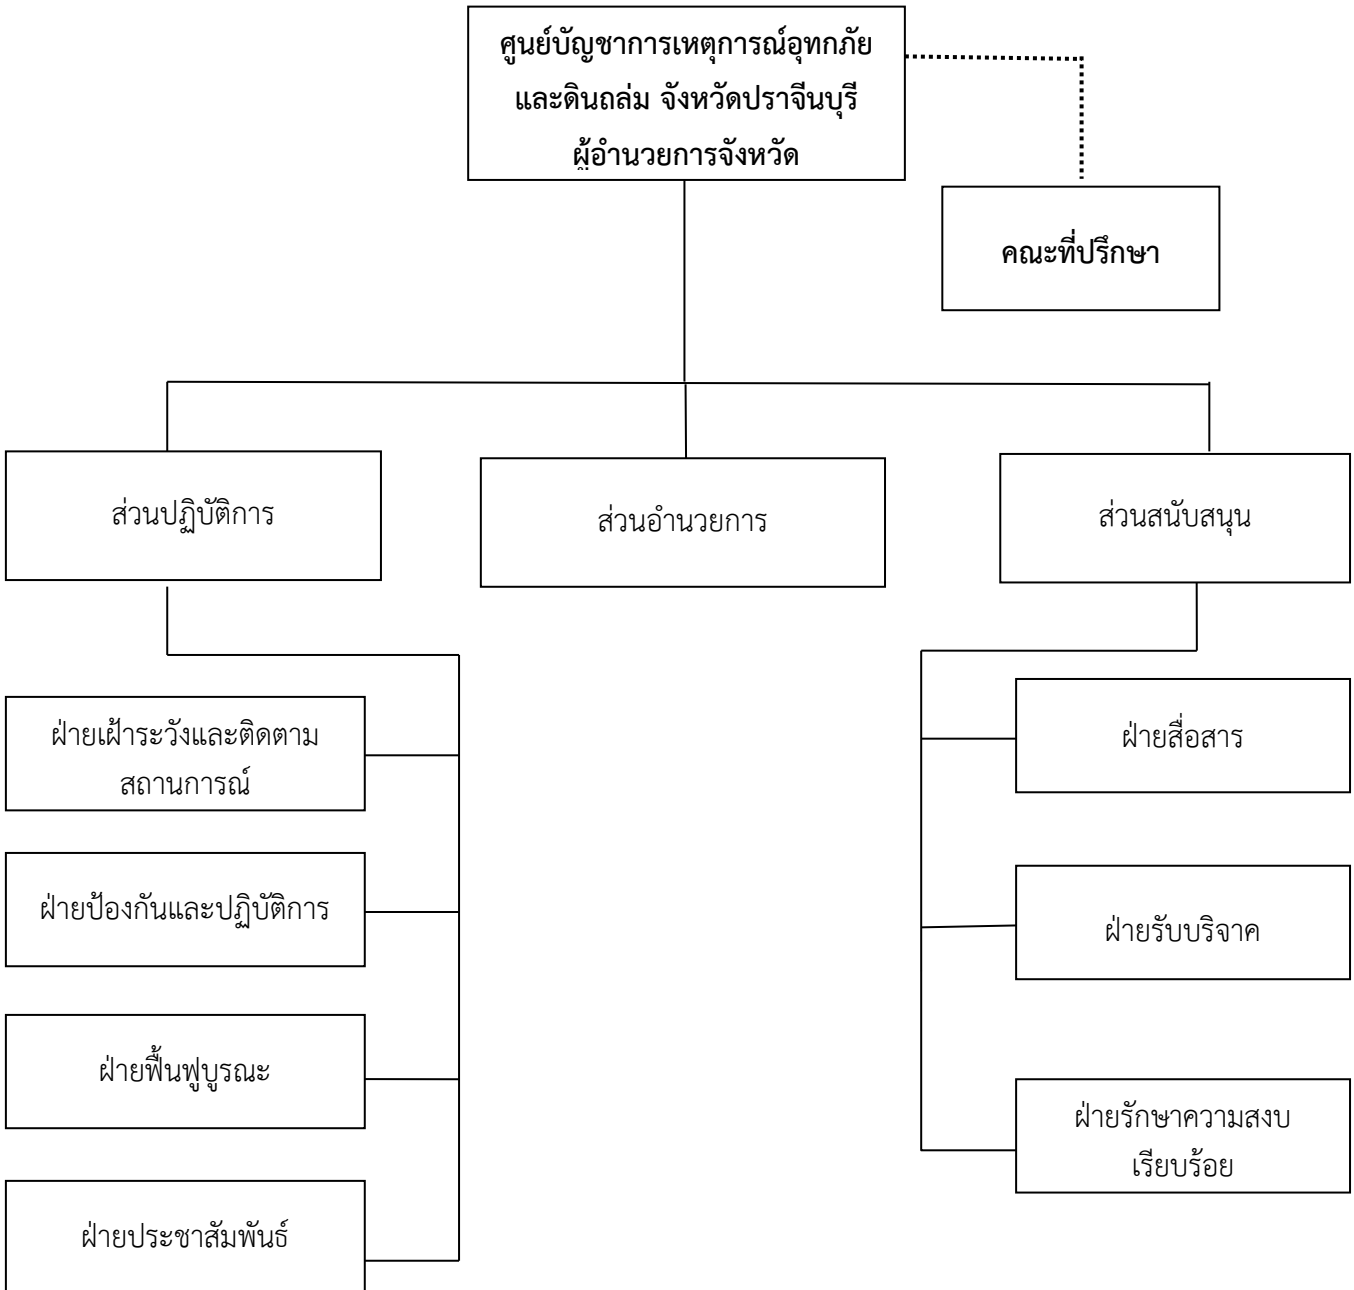 ศูนย์บัญชาการเหตุการณ์อุทกภัย
และดินถล่ม จังหวัดปราจีนบุรี
ผู้อำนวยการจังหวัด
คณะที่ปรึกษา
ส่วนปฏิบัติการ
ส่วนอำนวยการ
ส่วนสนับสนุน
ฝ่ายเฝ้าระวังและติดตาม
สถานการณ์
ฝ่ายป้องกันและปฏิบัติการ
ฝ่ายฟื้นฟูบูรณะ
ฝ่ายประชาสัมพันธ์
ฝ่ายสื่อสาร
ฝ่ายรับบริจาค
ฝ่ายรักษาความสงบ
เรียบร้อย